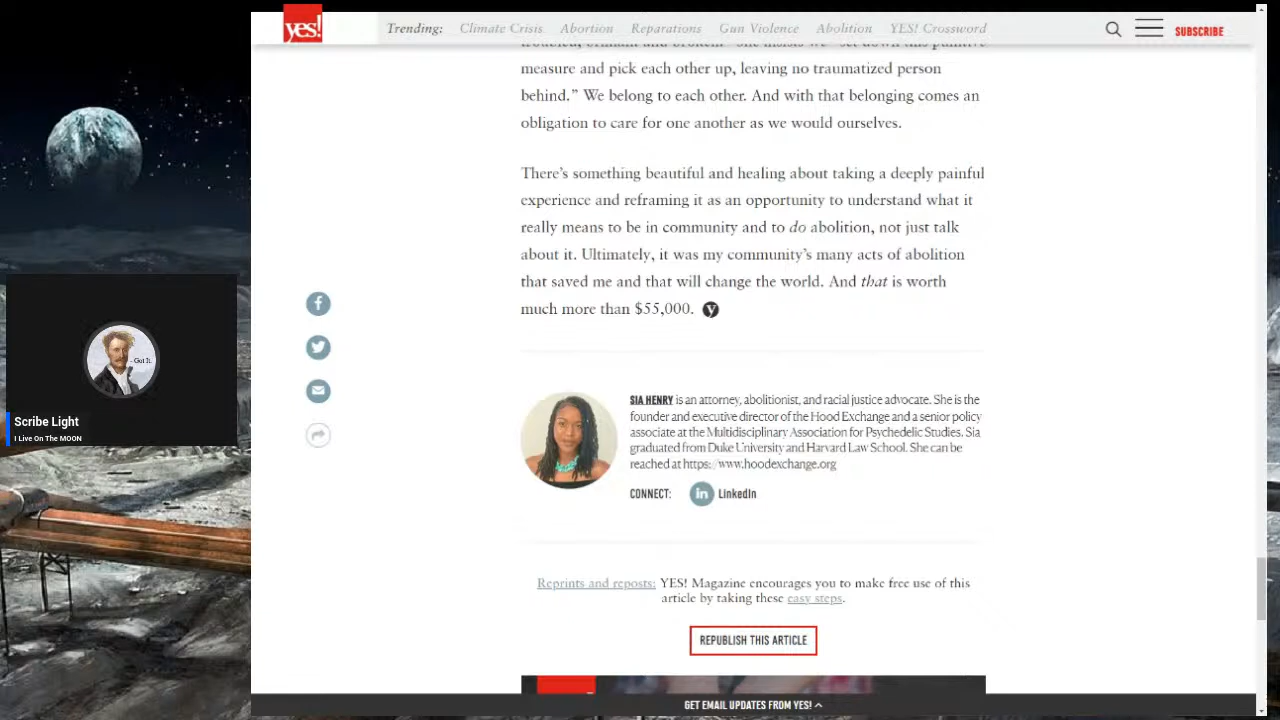 yes!
Trending: Climate Crisis Abortion Reparations Gun Violence Abolition YES! Crossword
SUBSCRIBE
measure and pick each other up, leaving no traumatized person
behind.” We belong to each other. And with that belonging comes an
obligation to care for one another as we would ourselves.
There’s something beautiful and healing about taking a deeply painful
experience and reframing it as an opportunity to understand what it
really means to be in community and to do abolition, not just talk
about it. Ultimately, it was my community’s many acts of abolition
that saved me and that will change the world. And that is worth
much more than $55,000.
- Got It.
Scribe Light
I Live On The MOON
SIA HENRY is an attorney, abolitionist, and racial justice advocate. She is the
founder and executive director of the Hood Exchange and a senior policy
associate at the Multidisciplinary Association for Psychedelic Studies. Sia
graduated from Duke University and Harvard Law School. She can be
reached at https://www.hoodexchange.org
CONNECT: in LinkedIn
Reprints and reposts: YES! Magazine encourages you to make free use of this
article by taking these easy steps.
REPUBLISH THIS ARTICLE
GET EMAIL UPDATES FROM YES!